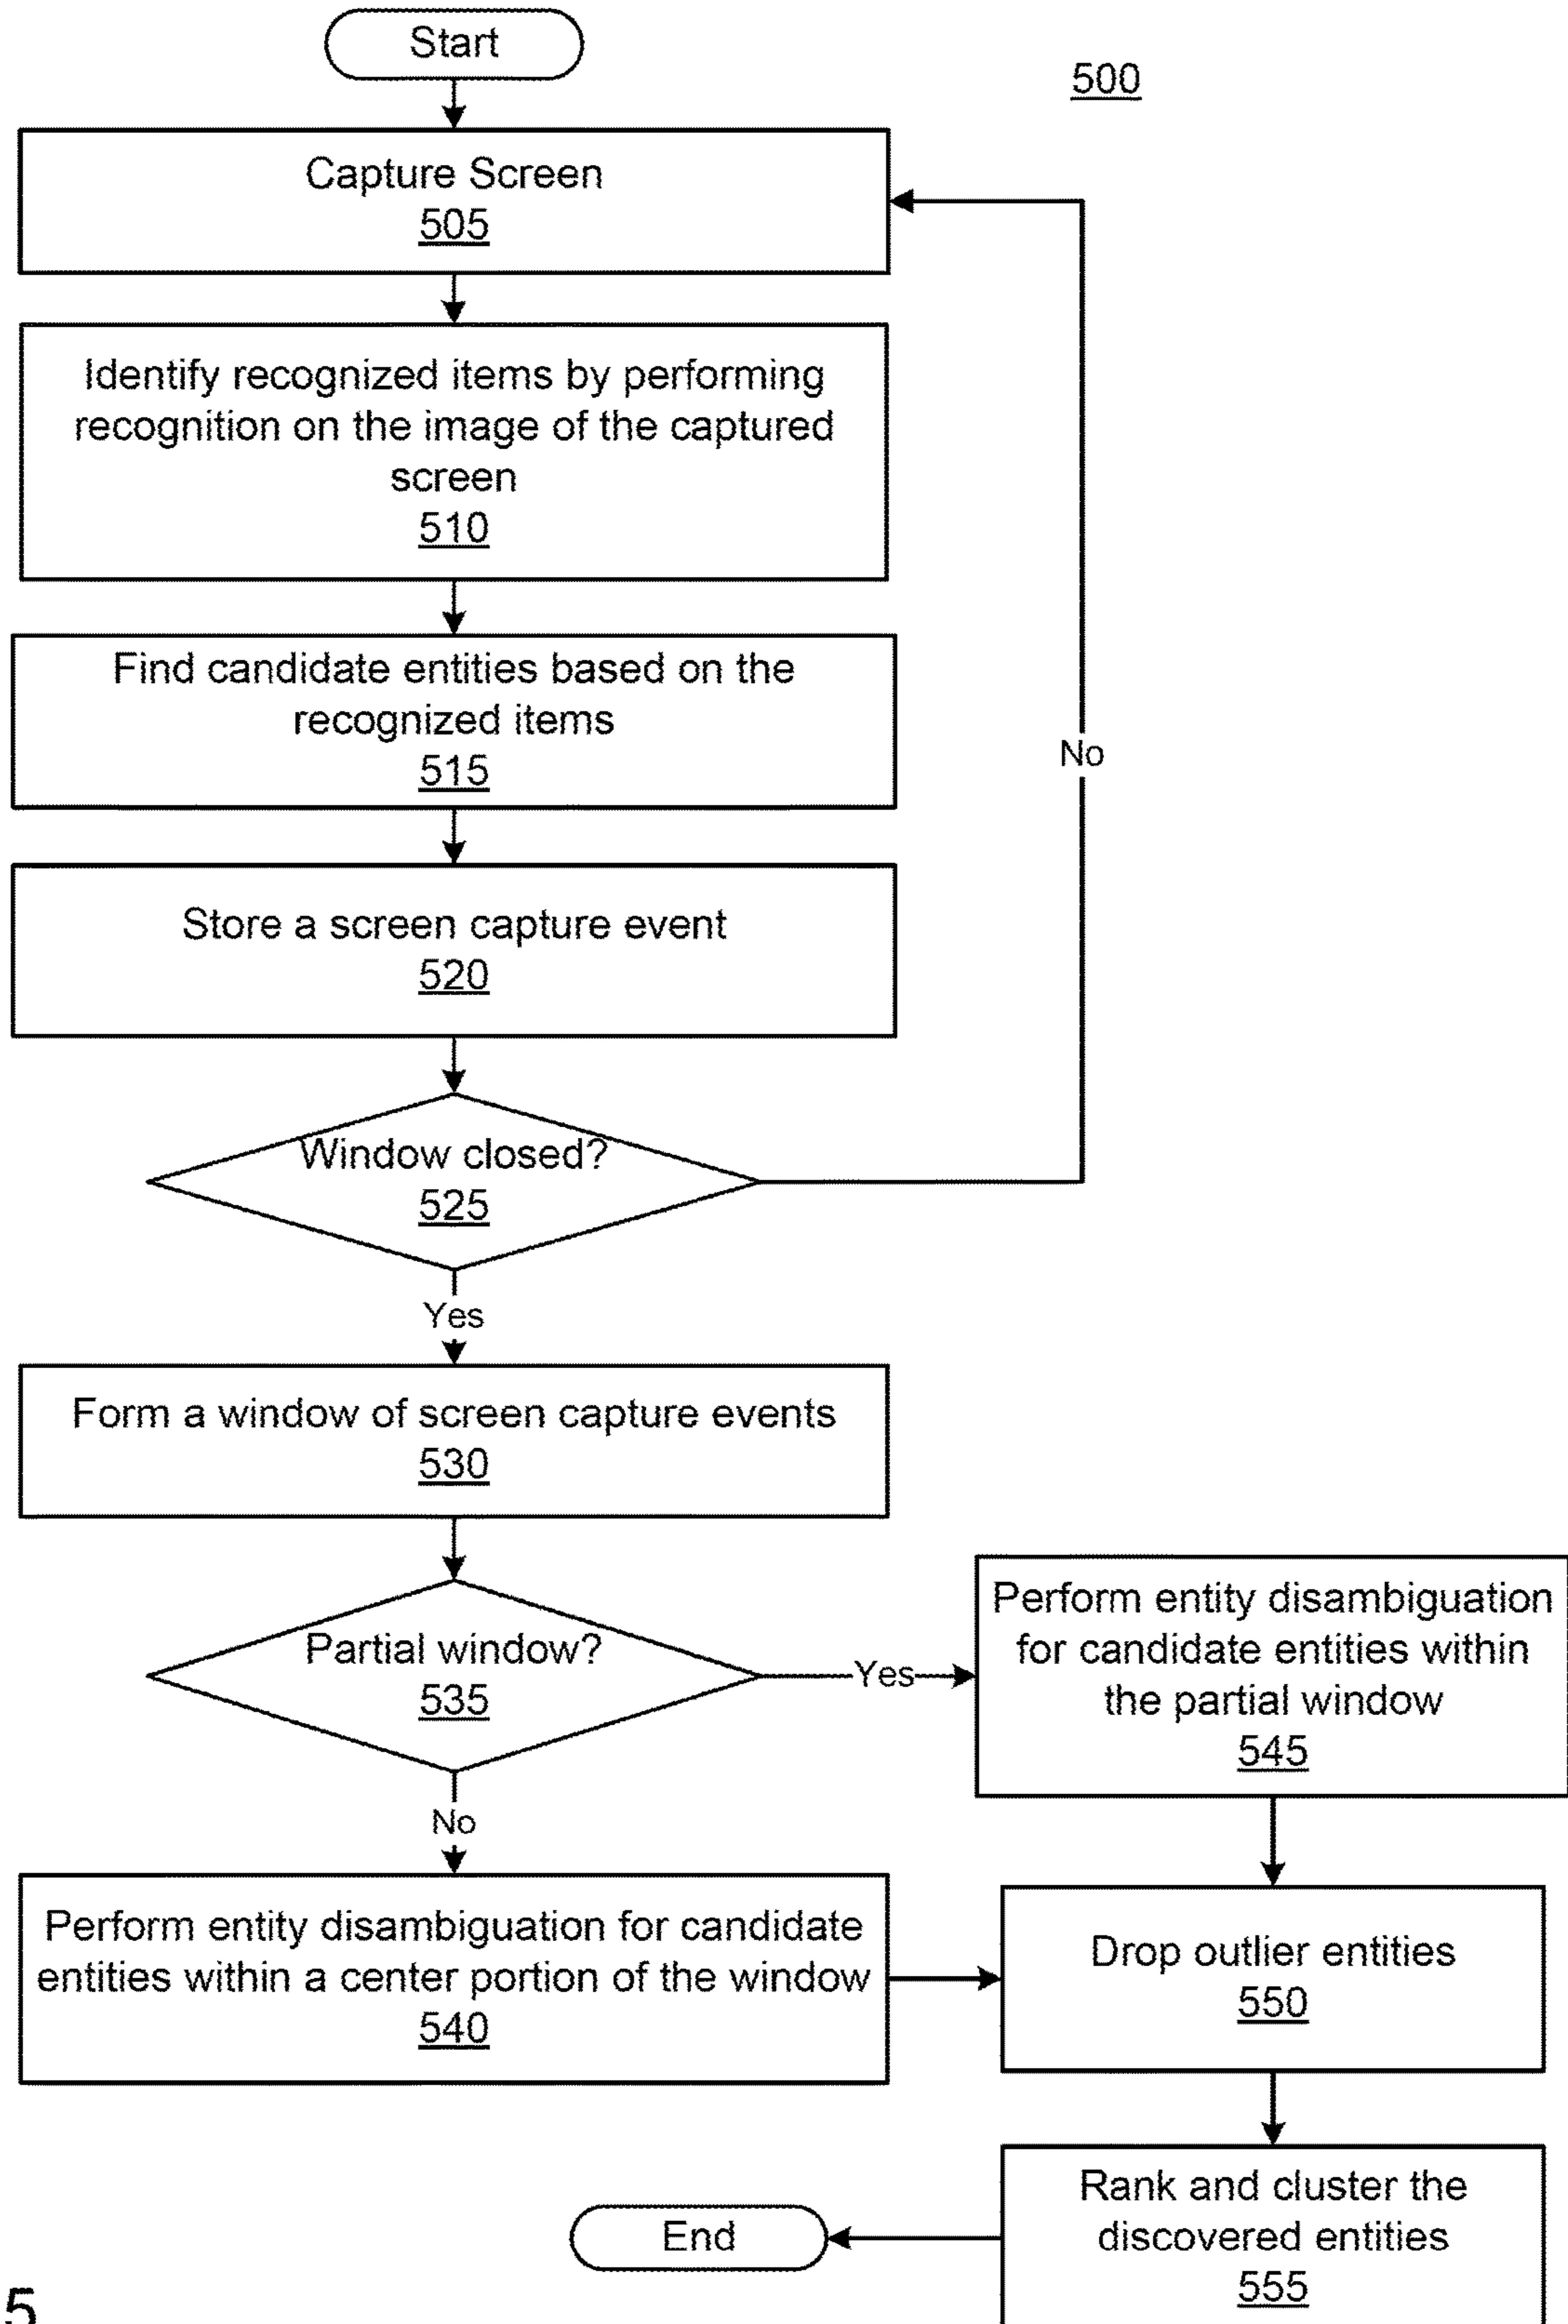 Start
500
Capture Screen
505
Identify recognized items by performing
recognition on the image of the captured
screen
510
Find candidate entities based on the
recognized items
515
No
Store a screen capture event
520
Window closed?
525
Yes
Form a window of screen capture events
530
Partial window?
535
Yes
Perform entity disambiguation
for candidate entities within
the partial window
545
No
Perform entity disambiguation for candidate
entities within a center portion of the window
540
Drop outlier entities
550
Rank and cluster the
discovered entities
555
End
5